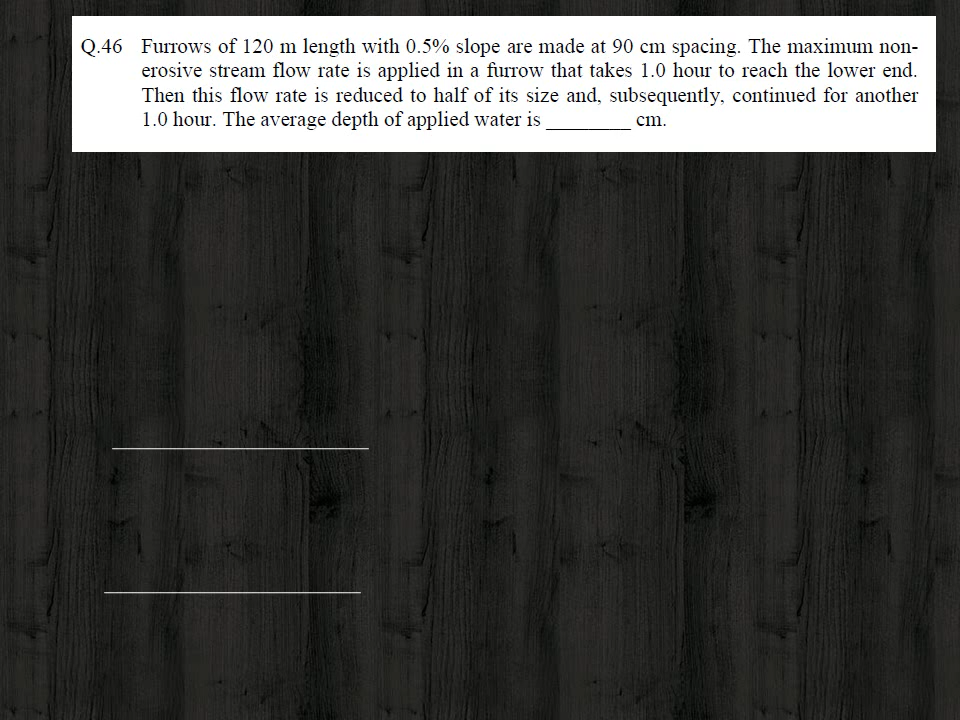 Q.46 Furrows of 120 m length with 0.5% slope are made at 90 cm spacing. The maximum non-
erosive stream flow rate is applied in a furrow that takes 1.0 hour to reach the lower end.
Then this flow rate is reduced to half of its size and, subsequently, continued for another
1.0 hour. The average depth of applied water is ________ cm.